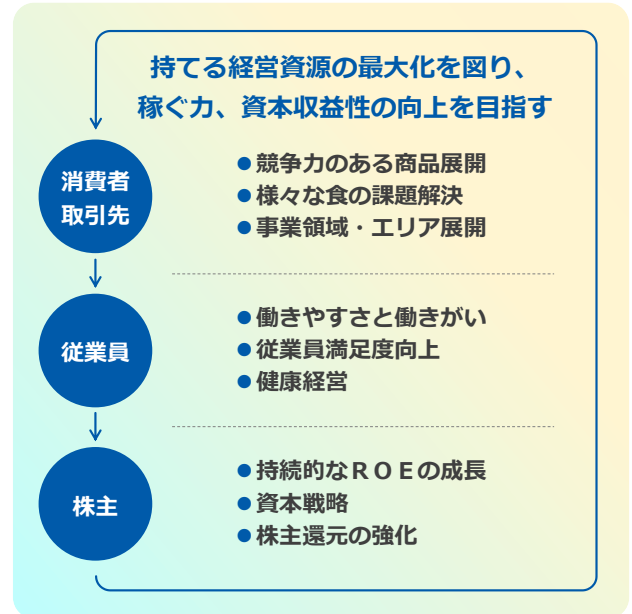 持てる経営資源の最大化を図り、
稼ぐ力、資本収益性の向上を目指す
消費者
取引先
●競争力のある商品展開
●様々な食の課題解決
●事業領域・エリア展開
従業員
●働きやすさと働きがい
●従業員満足度向上
●健康経営
株主
●持続的なＲＯＥの成長
●資本戦略
●株主還元の強化